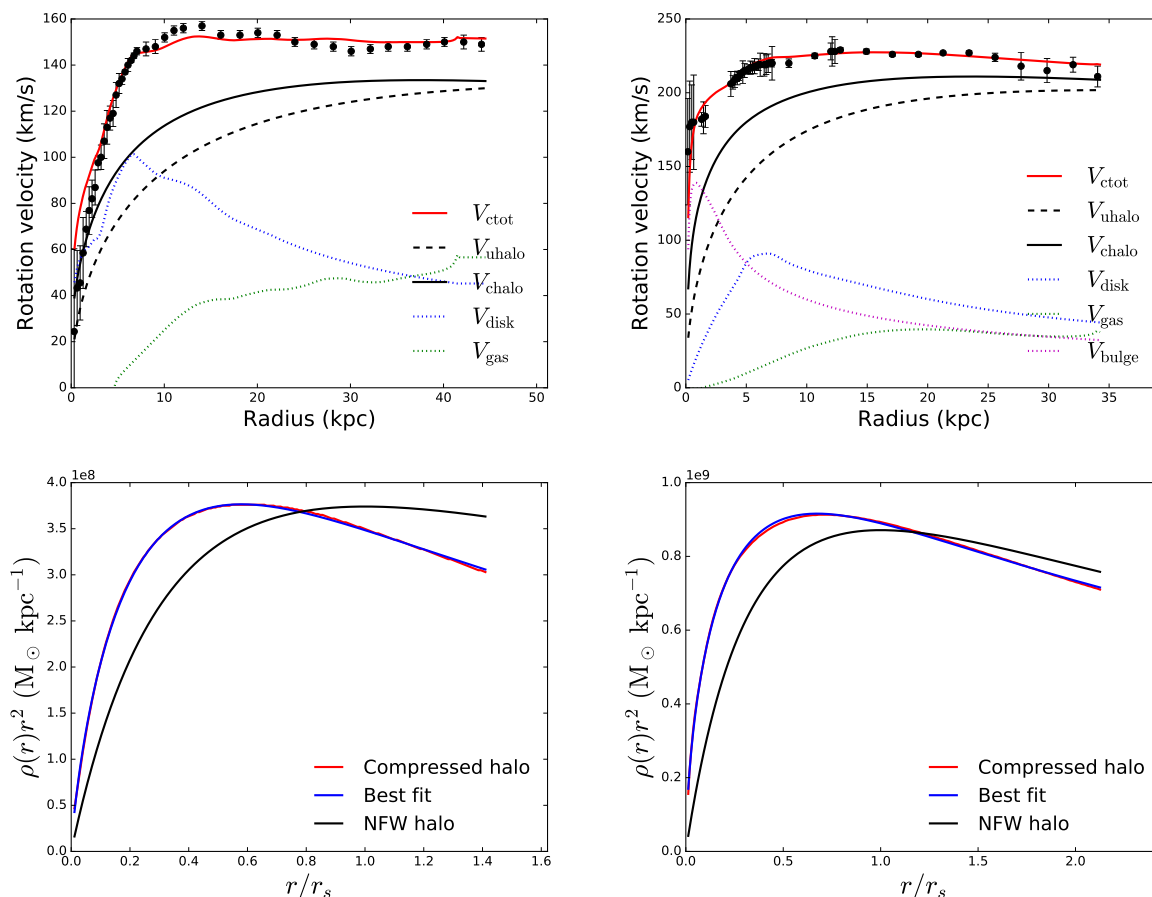 160
140
120
100
80
60
40
20
0
Rotation velocity (km/s)
V_ctot
V_uhalo
V_chalo
V_disk
V_gas
0 10 20 30 40 50
Radius (kpc)
250
200
150
100
50
0
Rotation velocity (km/s)
V_ctot
V_uhalo
V_chalo
V_disk
V_gas
V_bulge
0 5 10 15 20 25 30 35
Radius (kpc)
1e8
4.0
3.5
3.0
2.5
2.0
1.5
1.0
0.5
0.0
ρ(r)r² (M⊙ kpc⁻¹)
Compressed halo
Best fit
NFW halo
0.0 0.2 0.4 0.6 0.8 1.0 1.2 1.4 1.6
r/r_s
1e9
1.0
0.8
0.6
0.4
0.2
0.0
ρ(r)r² (M⊙ kpc⁻¹)
Compressed halo
Best fit
NFW halo
0.0 0.5 1.0 1.5 2.0
r/r_s